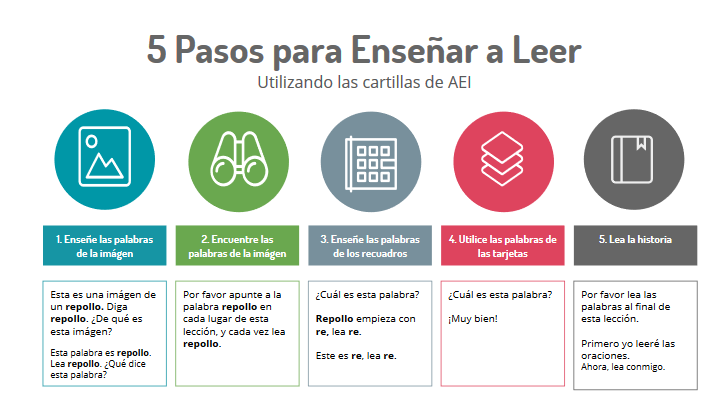 5 Pasos para Enseñar a Leer
Utilizando las cartillas de AEI
1. Enseñe las palabras
de la imágen
2. Encuentre las
palabras de la imágen
3. Enseñe las palabras
de los recuadros
4. Utilice las palabras de
las tarjetas
5. Lea la historia
Esta es una imágen de
un repollo. Diga
repollo. ¿De qué es
esta imágen?
Esta palabra es repollo.
Lea repollo. ¿Qué dice
esta palabra?
Por favor apunte a la
palabra repollo en
cada lugar de esta
lección, y cada vez lea
repollo.
¿Cuál es esta palabra?
Repollo empieza con
re, lea re.
Este es re, lea re.
¿Cuál es esta palabra?
¡Muy bien!
Por favor lea las
palabras al final de
esta lección.
Primero yo leeré las
oraciones.
Ahora, lea conmigo.